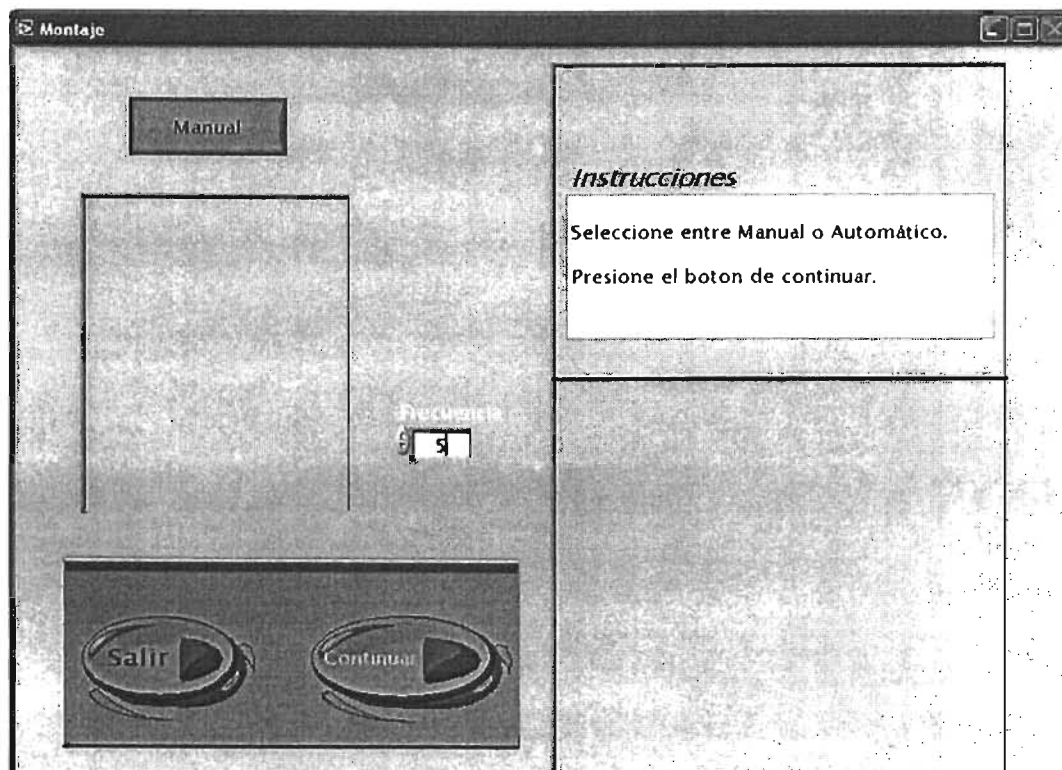 Montaje
Manual
Instrucciones
Seleccione entre Manual o Automático.
Presione el boton de continuar.
Frecuencia
5
Salir
Continuar